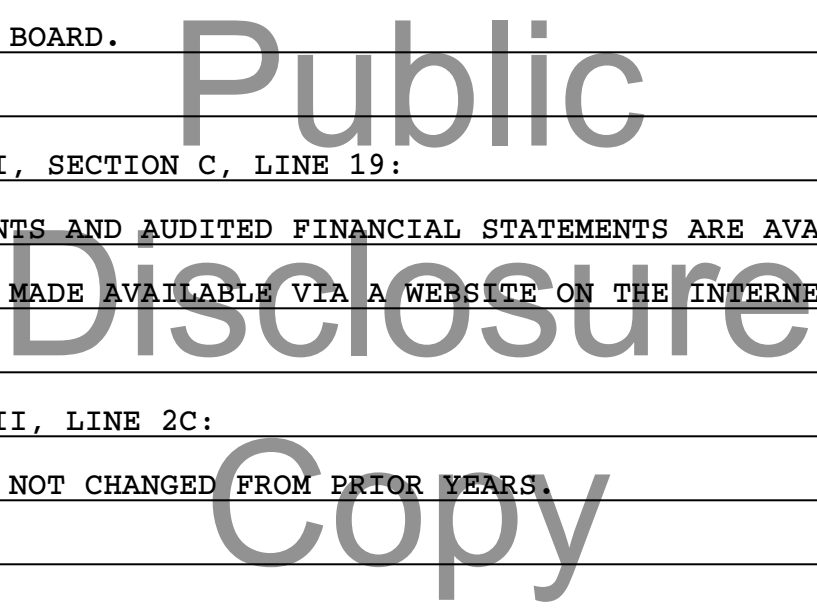 BOARD.
Public
I, SECTION C, LINE 19:
NTS AND AUDITED FINANCIAL STATEMENTS ARE AVA
MADE AVAILABLE VIA A WEBSITE ON THE INTERNE
Disclosure
II, LINE 2C:
NOT CHANGED FROM PRIOR YEARS.
Copy